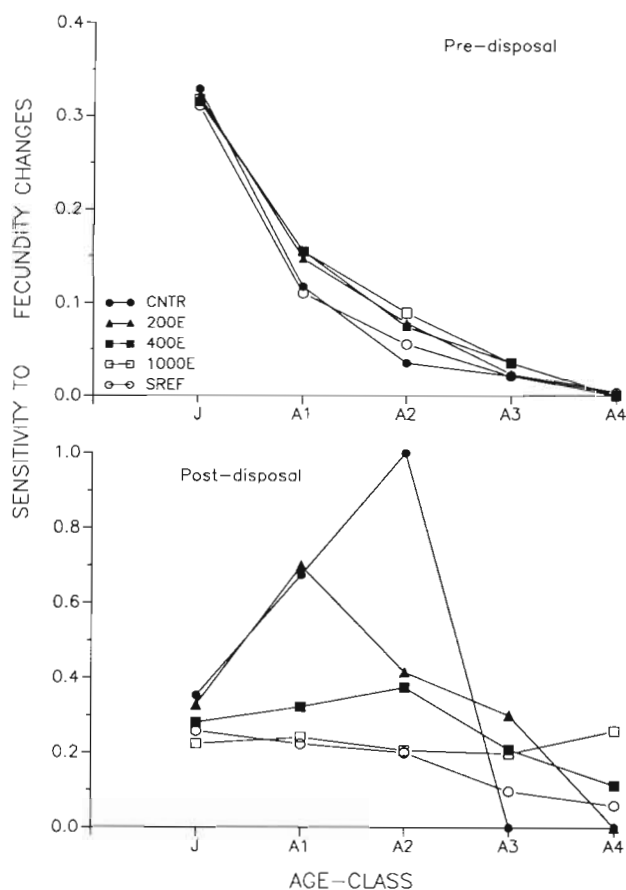 SENSITIVITY TO FECUNDITY CHANGES
0.4
0.3
0.2
0.1
0.0
Pre-disposal
CNTR
200E
400E
1000E
SREF
J A1 A2 A3 A4
1.0
0.8
0.6
0.4
0.2
0.0
Post-disposal
J A1 A2 A3 A4
AGE-CLASS